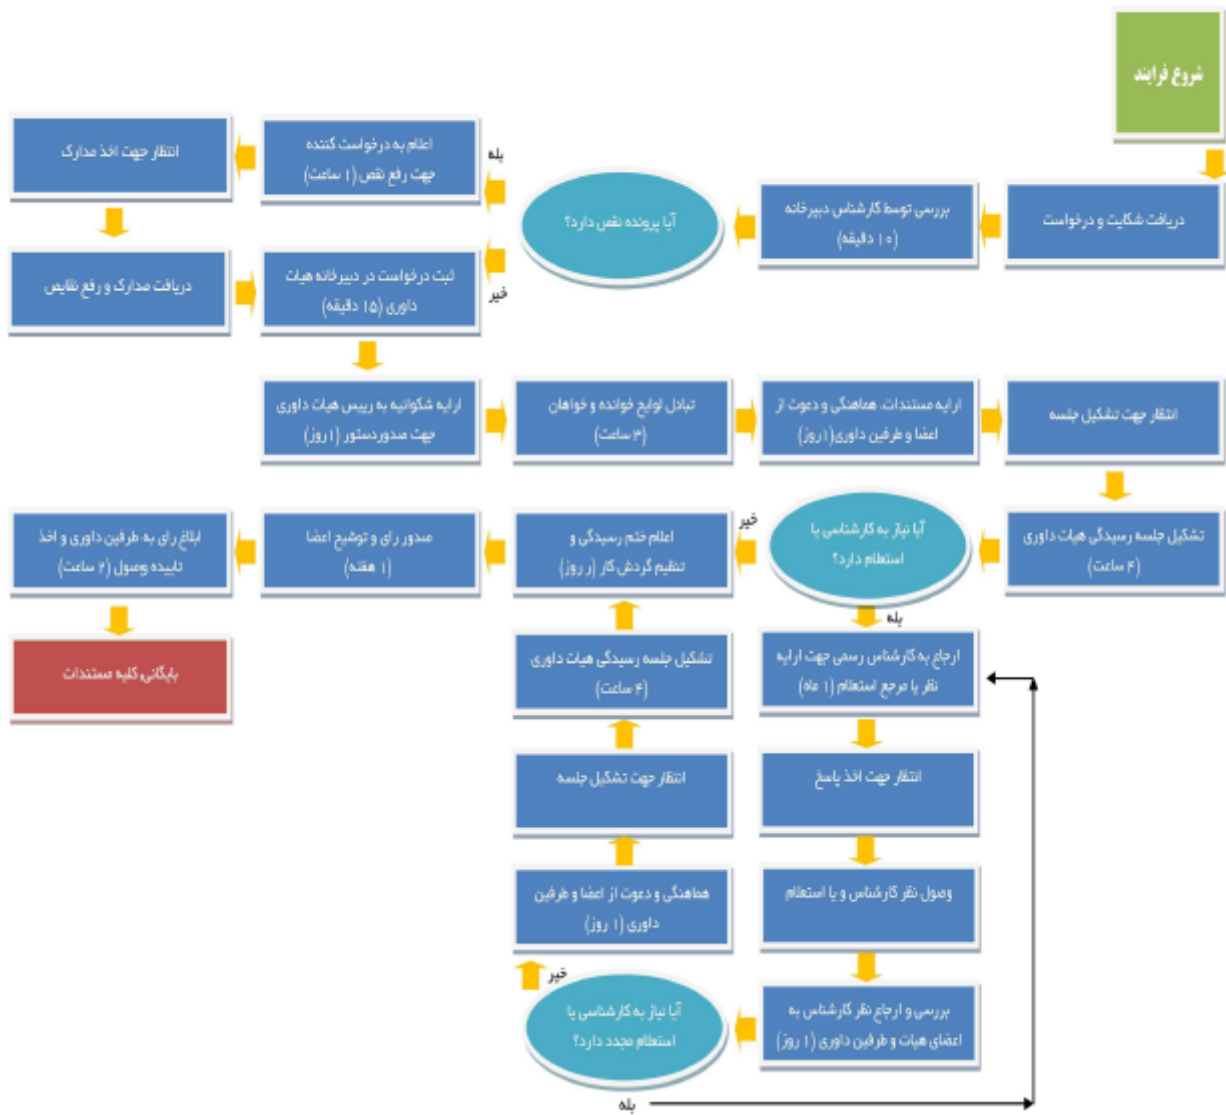 شروع فرایند
دریافت شکایت و درخواست
بررسی توسط کارشناس دبیرخانه
(۱۰ دقیقه)
آیا پرونده نقص دارد؟
بله
اعلام به درخواست کننده
جهت رفع نقص (۱ ساعت)
انتظار جهت اخذ مدارک
دریافت مدارک و رفع نقایص
خیر
ثبت درخواست در دبیرخانه هیات
داوری (۱۵ دقیقه)
ارایه شکوائیه به رییس هیات داوری
جهت صدوردستور (۱ روز)
تبادل لوایح خوانده و خواهان
(۳ ساعت)
ارایه مستندات، هماهنگی و دعوت از
اعضا و طرفین داوری(۱روز)
انتظار جهت تشکیل جلسه
تشکیل جلسه رسیدگی هیات داوری
(۴ ساعت)
آیا نیاز به کارشناسی یا
استعلام دارد؟
خیر
اعلام ختم رسیدگی و
تنظیم گردش کار (ر روز)
صدور رای و توشیح اعضا
(۱ هفته)
ابلاغ رای به طرفین داوری و اخذ
تاییده وصول (۲ ساعت)
بایگانی کلیه مستندات
بله
ارجاع به کارشناس رسمی جهت ارایه
نظر یا مرجع استعلام (۱ ماه)
انتظار جهت اخذ پاسخ
وصول نظر کارشناس و یا استعلام
بررسی و ارجاع نظر کارشناس به
اعضای هیات و طرفین داوری (۱ روز)
آیا نیاز به کارشناسی یا
استعلام مجدد دارد؟
خیر
هماهنگی و دعوت از اعضا و طرفین
داوری (۱ روز)
انتظار جهت تشکیل جلسه
تشکیل جلسه رسیدگی هیات داوری
(۴ ساعت)
بله